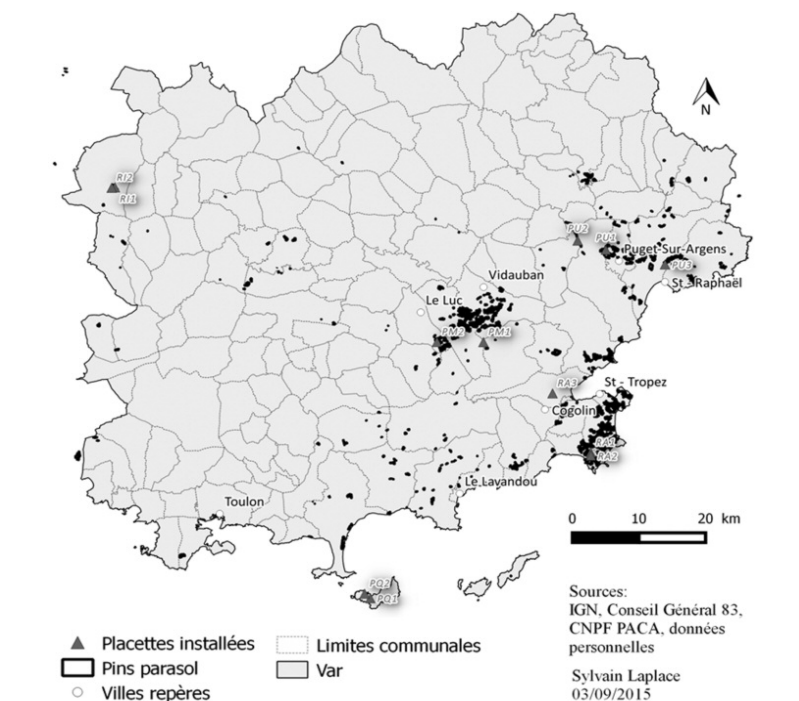 N
RI2
RI1
PU2
PU1
Puget-Sur-Argens
PU3
St - Raphaël
Vidauban
Le Luc
PM2
PM1
RA3
St - Tropez
Cogolin
RA1
RA2
Le Lavandou
Toulon
PQ2
PQ1
0 10 20 km
Sources:
IGN, Conseil Général 83,
CNPF PACA, données
personnelles
Sylvain Laplace
03/09/2015
Placettes installées
Pins parasol
Villes repères
Limites communales
Var